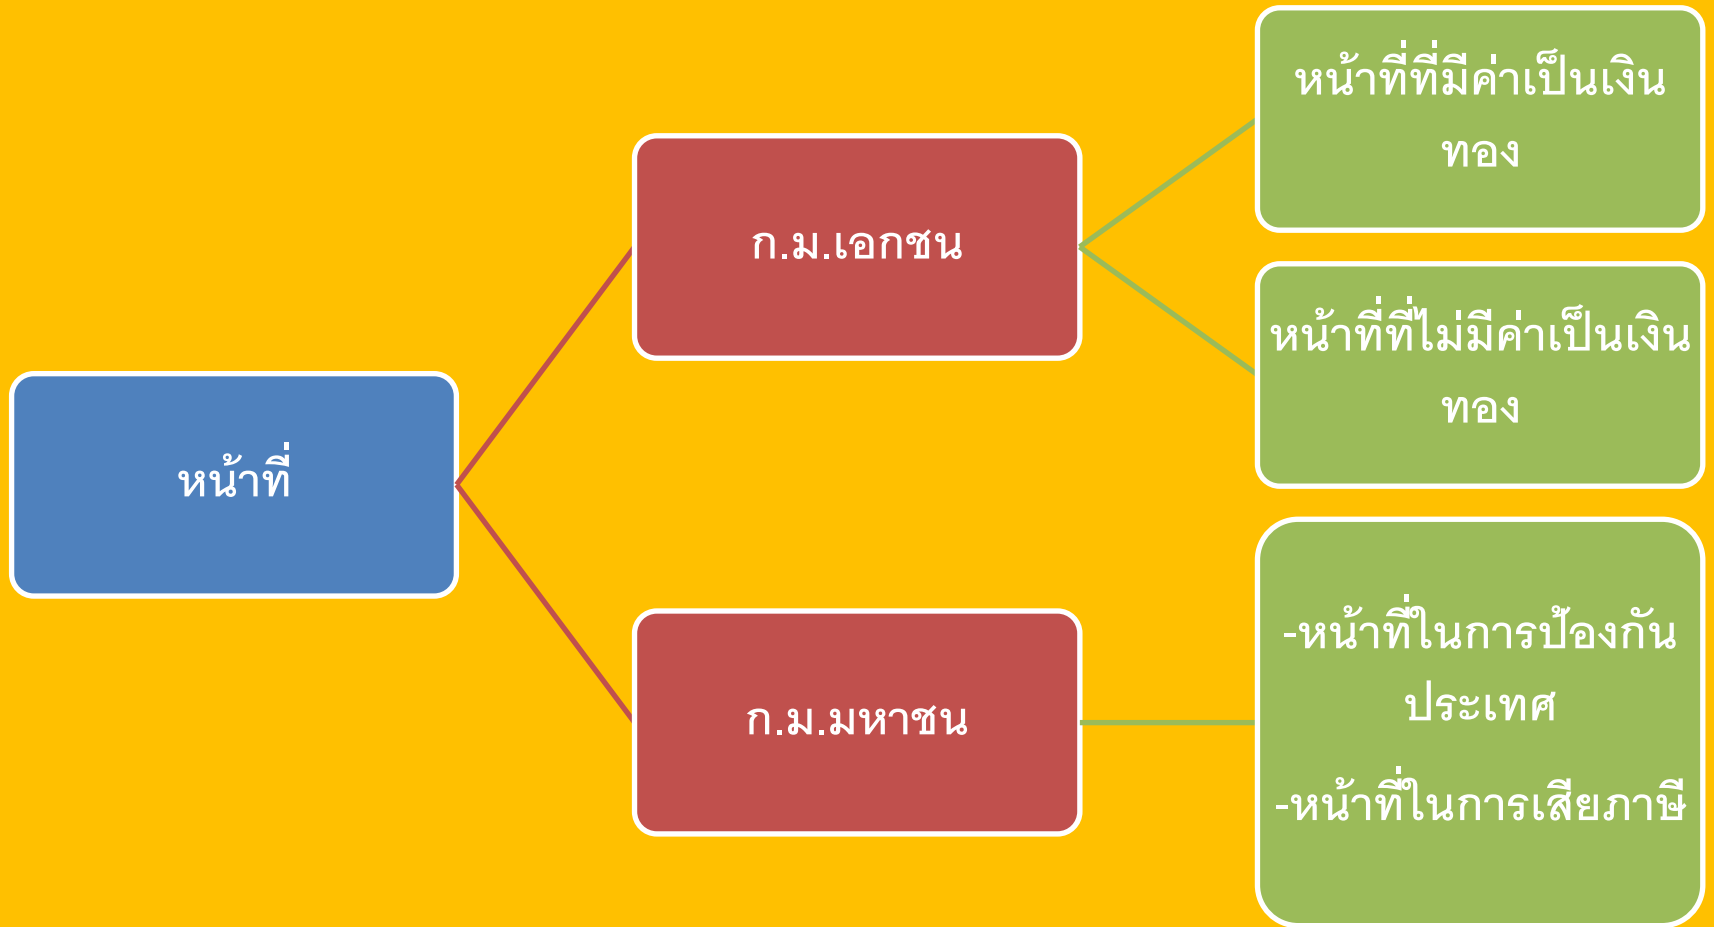 หน้าที่
ก.ม.เอกชน
หน้าที่ที่มีค่าเป็นเงิน
ทอง
หน้าที่ที่ไม่มีค่าเป็นเงิน
ทอง
ก.ม.มหาชน
-หน้าที่ในการป้องกัน
ประเทศ
-หน้าที่ในการเสียภาษี